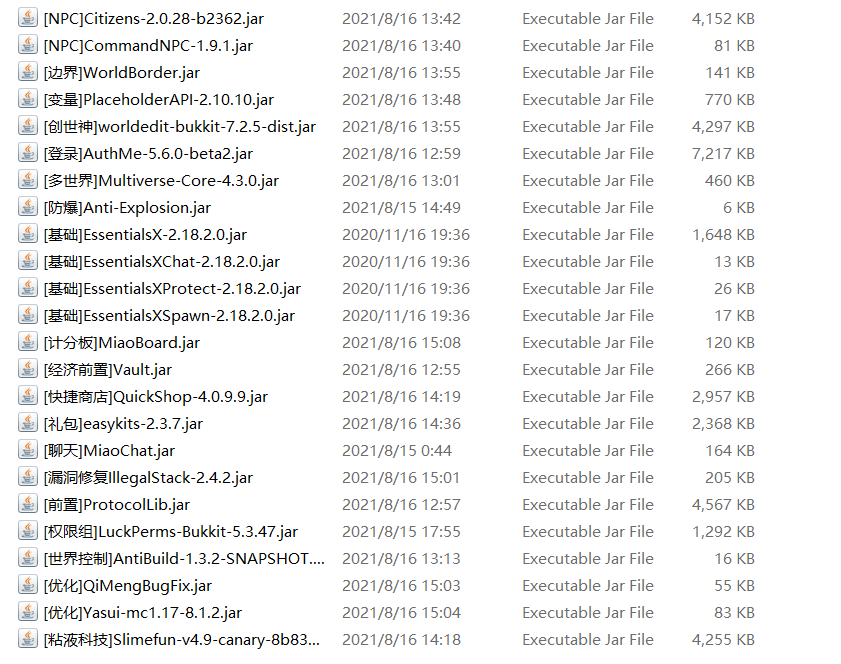 [NPC]Citizens-2.0.28-b2362.jar 2021/8/16 13:42 Executable Jar File 4,152 KB
[NPC]CommandNPC-1.9.1.jar 2021/8/16 13:40 Executable Jar File 81 KB
[边界]WorldBorder.jar 2021/8/16 13:55 Executable Jar File 141 KB
[变量]PlaceholderAPI-2.10.10.jar 2021/8/16 13:48 Executable Jar File 770 KB
[创世神]worldedit-bukkit-7.2.5-dist.jar 2021/8/16 13:55 Executable Jar File 4,297 KB
[登录]AuthMe-5.6.0-beta2.jar 2021/8/16 12:59 Executable Jar File 7,217 KB
[多世界]Multiverse-Core-4.3.0.jar 2021/8/16 13:01 Executable Jar File 460 KB
[防爆]Anti-Explosion.jar 2021/8/15 14:49 Executable Jar File 6 KB
[基础]EssentialsX-2.18.2.0.jar 2020/11/16 19:36 Executable Jar File 1,648 KB
[基础]EssentialsXChat-2.18.2.0.jar 2020/11/16 19:36 Executable Jar File 13 KB
[基础]EssentialsXProtect-2.18.2.0.jar 2020/11/16 19:36 Executable Jar File 26 KB
[基础]EssentialsXSpawn-2.18.2.0.jar 2020/11/16 19:36 Executable Jar File 17 KB
[计分板]MiaoBoard.jar 2021/8/16 15:08 Executable Jar File 120 KB
[经济前置]Vault.jar 2021/8/16 12:55 Executable Jar File 266 KB
[快捷商店]QuickShop-4.0.9.9.jar 2021/8/16 14:19 Executable Jar File 2,957 KB
[礼包]easykits-2.3.7.jar 2021/8/16 14:36 Executable Jar File 2,368 KB
[聊天]MiaoChat.jar 2021/8/15 0:44 Executable Jar File 164 KB
[漏洞修复IllegalStack-2.4.2.jar 2021/8/16 15:01 Executable Jar File 205 KB
[前置]ProtocolLib.jar 2021/8/16 12:57 Executable Jar File 4,567 KB
[权限组]LuckPerms-Bukkit-5.3.47.jar 2021/8/15 17:55 Executable Jar File 1,292 KB
[世界控制]AntiBuild-1.3.2-SNAPSHOT.... 2021/8/16 13:13 Executable Jar File 16 KB
[优化]QiMengBugFix.jar 2021/8/16 15:03 Executable Jar File 55 KB
[优化]Yasui-mc1.17-8.1.2.jar 2021/8/16 15:04 Executable Jar File 83 KB
[粘液科技]Slimefun-v4.9-canary-8b83... 2021/8/16 14:18 Executable Jar File 4,255 KB